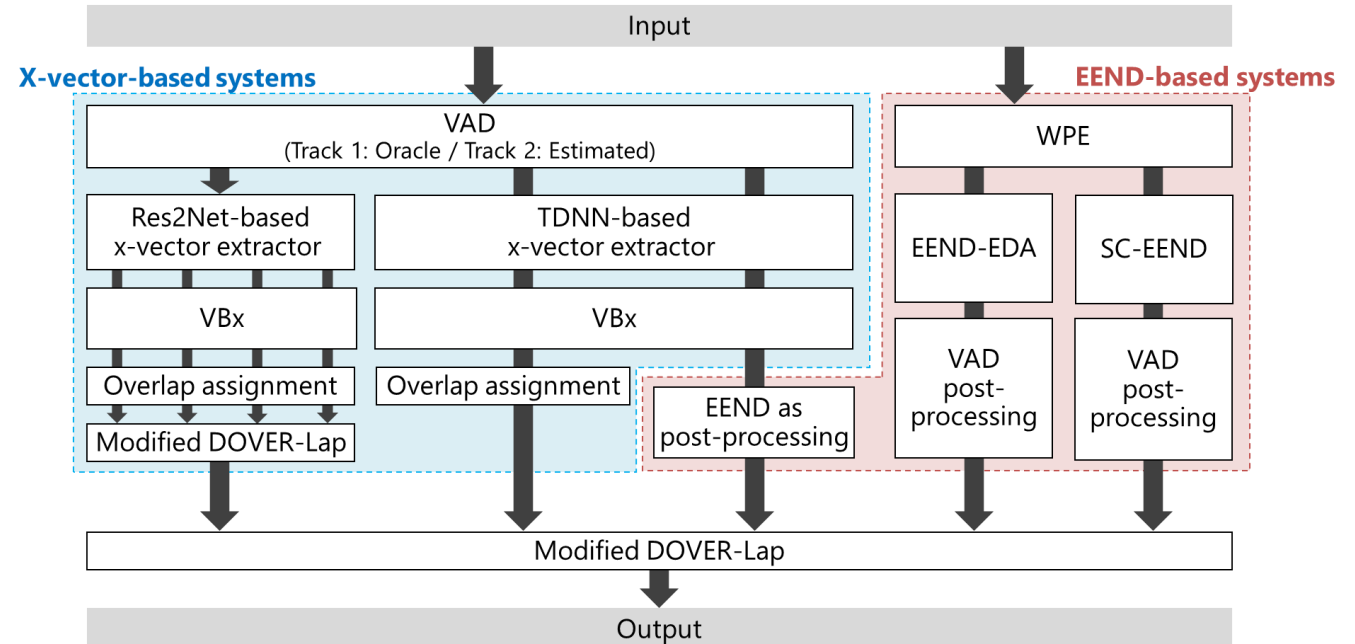 Input
X-vector-based systems
EEND-based systems
VAD
(Track 1: Oracle / Track 2: Estimated)
WPE
Res2Net-based
x-vector extractor
TDNN-based
x-vector extractor
EEND-EDA
SC-EEND
VBx
VBx
VAD
post-
processing
VAD
post-
processing
Overlap assignment
Overlap assignment
EEND as
post-processing
Modified DOVER-Lap
Modified DOVER-Lap
Output